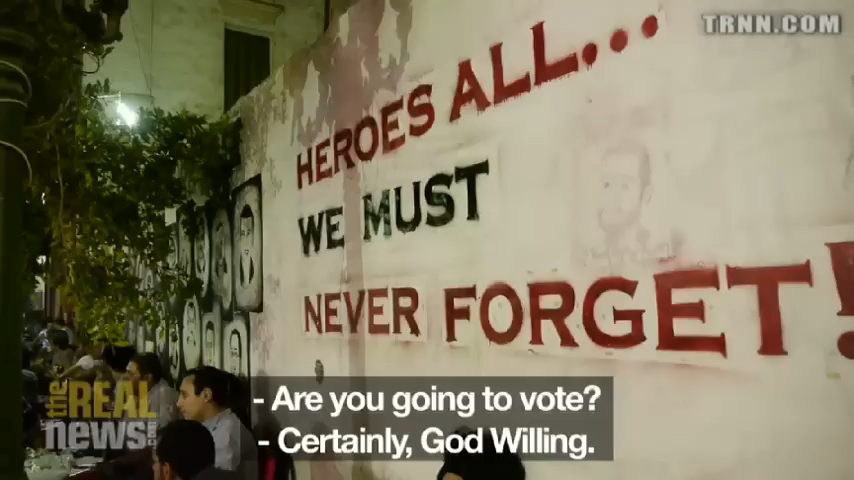 TRNN.COM
HEROES ALL...
WE MUST
NEVER FORGET!
the REAL
news.com
- Are you going to vote?
- Certainly, God Willing.